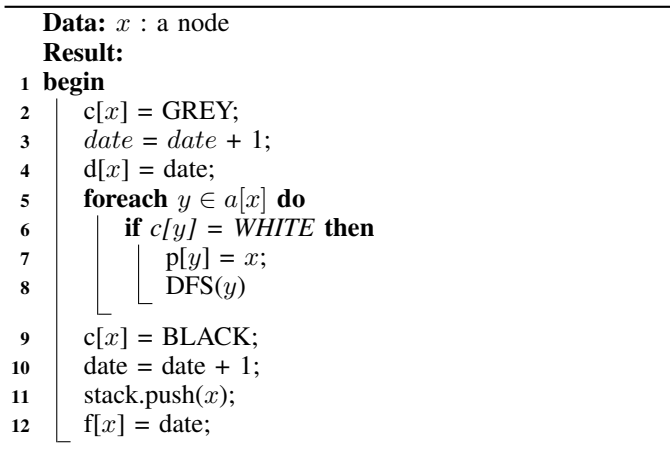 Data: x : a node
Result:
1 begin
2 c[x] = GREY;
3 date = date + 1;
4 d[x] = date;
5 foreach y ∈ a[x] do
6 if c[y] = WHITE then
7 p[y] = x;
8 DFS(y)
9 c[x] = BLACK;
10 date = date + 1;
11 stack.push(x);
12 f[x] = date;